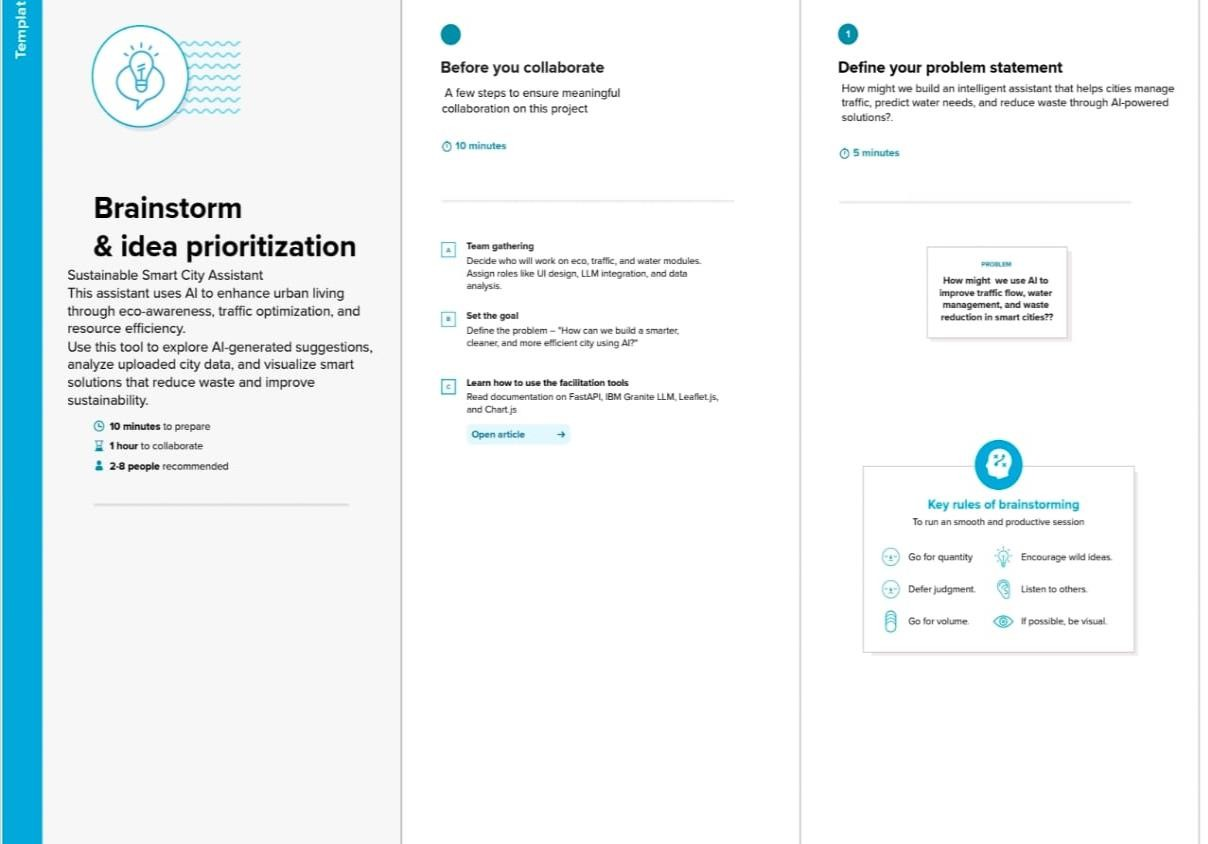 Templat
Brainstorm
& idea prioritization
Sustainable Smart City Assistant
This assistant uses AI to enhance urban living
through eco-awareness, traffic optimization, and
resource efficiency.
Use this tool to explore AI-generated suggestions,
analyze uploaded city data, and visualize smart
solutions that reduce waste and improve
sustainability.
10 minutes to prepare
1 hour to collaborate
2-8 people recommended
Before you collaborate
A few steps to ensure meaningful
collaboration on this project
10 minutes
A
Team gathering
Decide who will work on eco, traffic, and water modules.
Assign roles like UI design, LLM integration, and data
analysis.
B
Set the goal
Define the problem – "How can we build a smarter,
cleaner, and more efficient city using AI?"
C
Learn how to use the facilitation tools
Read documentation on FastAPI, IBM Granite LLM, Leaflet.js,
and Chart.js
Open article →
1
Define your problem statement
How might we build an intelligent assistant that helps cities manage
traffic, predict water needs, and reduce waste through AI-powered
solutions?.
5 minutes
PROBLEM
How might we use AI to
improve traffic flow, water
management, and waste
reduction in smart cities??
Key rules of brainstorming
To run an smooth and productive session
Go for quantity
Encourage wild ideas.
Defer judgment.
Listen to others.
Go for volume.
If possible, be visual.